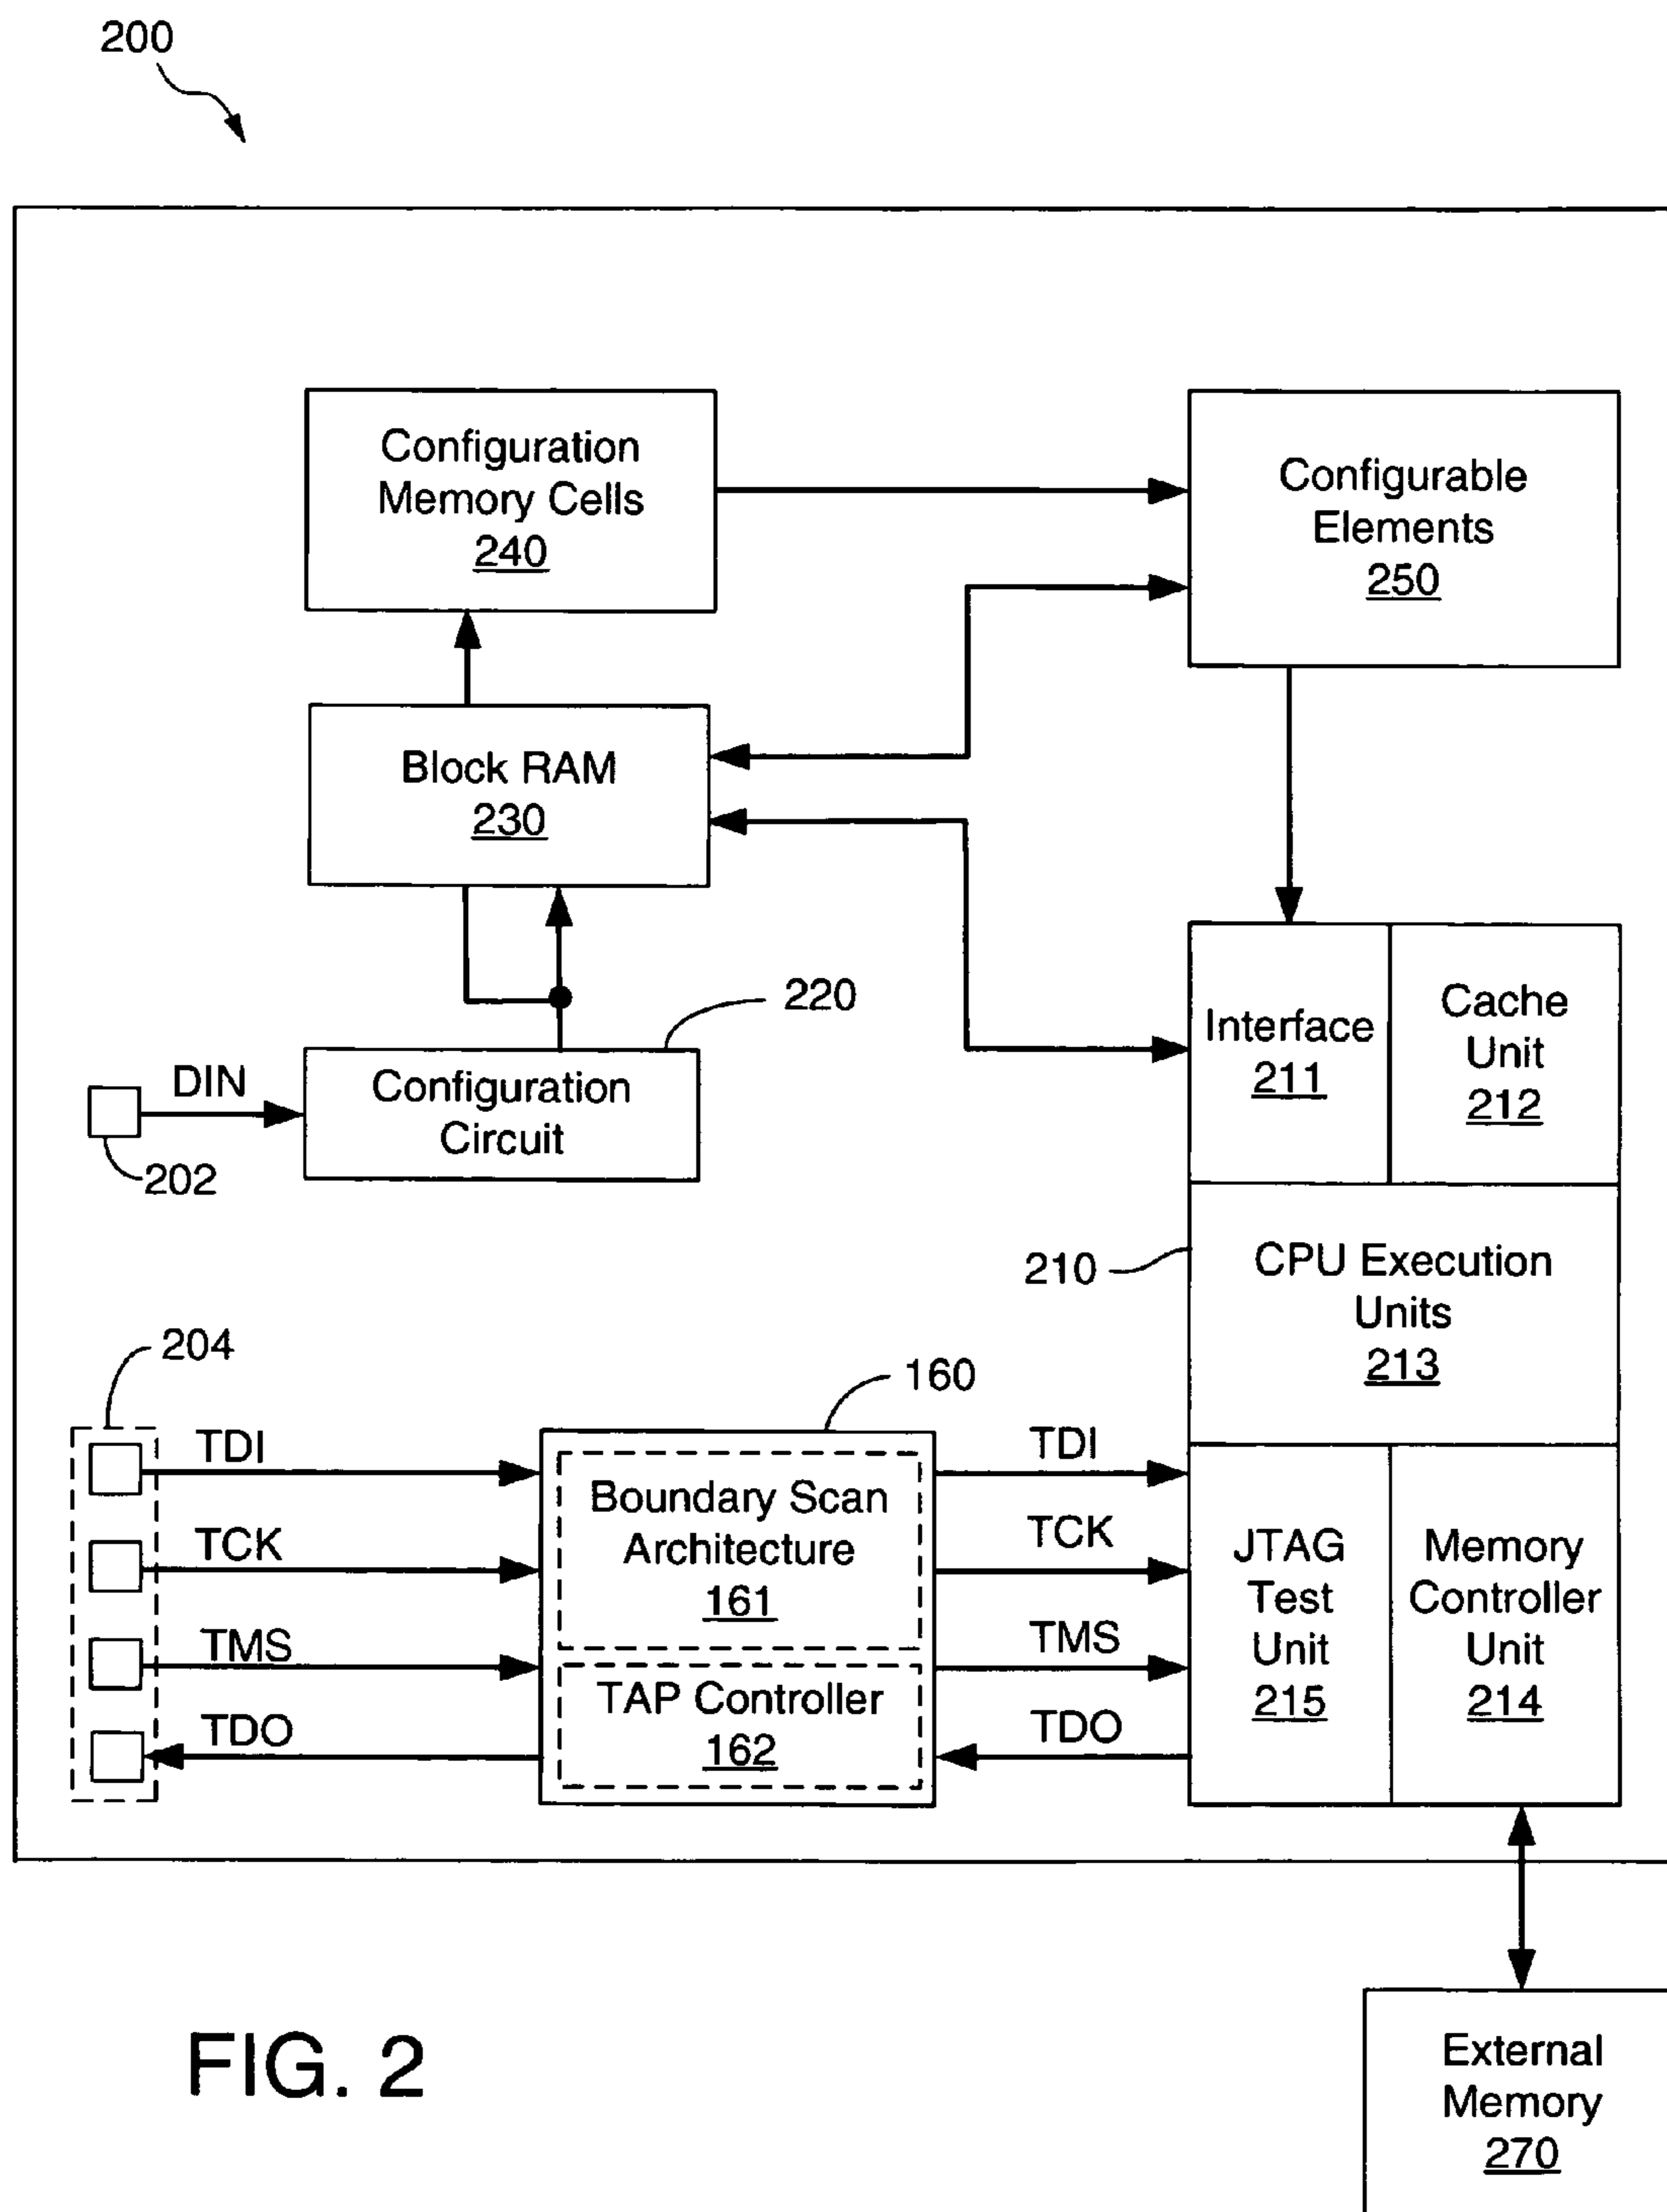 200
Configuration
Memory Cells
240
Configurable
Elements
250
Block RAM
230
220
Interface
211
Cache
Unit
212
DIN
Configuration
Circuit
202
210
CPU Execution
Units
213
204
160
TDI
TCK
TMS
TDO
Boundary Scan
Architecture
161
TAP Controller
162
TDI
TCK
TMS
TDO
JTAG
Test
Unit
215
Memory
Controller
Unit
214
FIG. 2
External
Memory
270